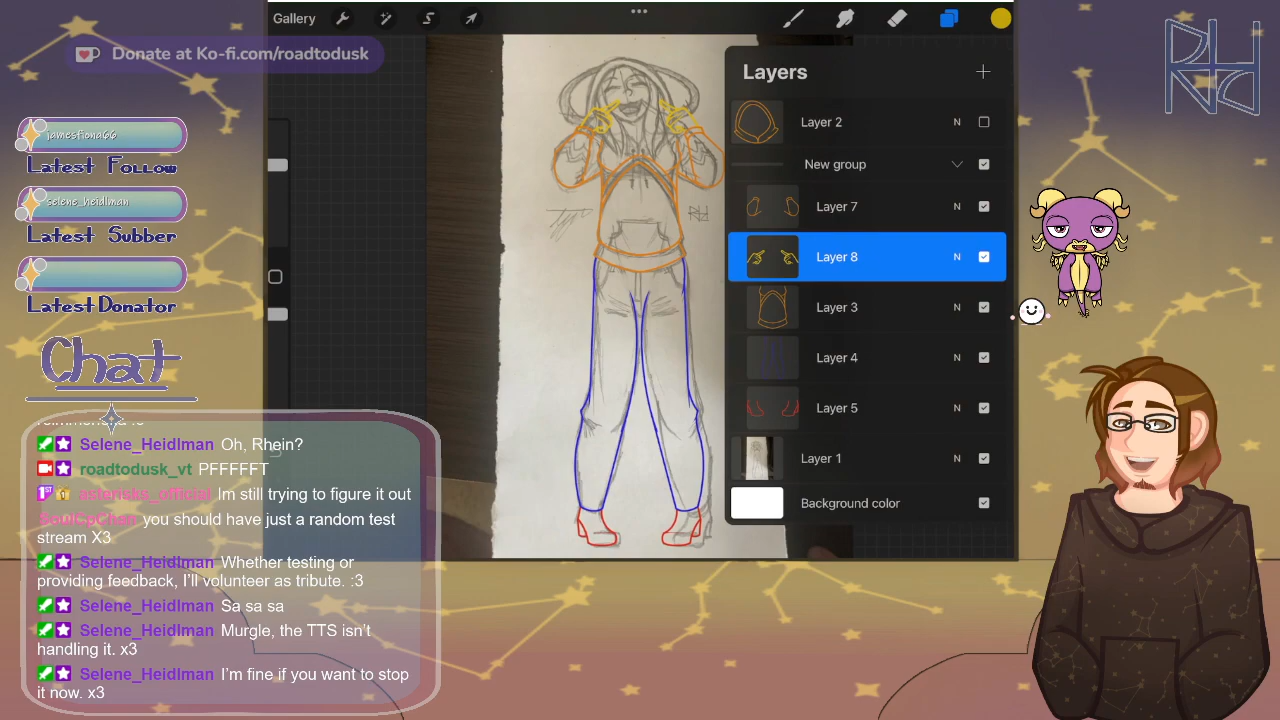 Gallery
Donate at Ko-fi.com/roadtodusk
jamesfiona66
Latest Follow
selene_heidlman
Latest Subber
Latest Donator
Chat
Selene_Heidlman Oh, Rhein?
roadtodusk_vt PFFFFFT
asterisks_official Im still trying to figure it out
SoulCpChan you should have just a random test
stream X3
Selene_Heidlman Whether testing or
providing feedback, I'll volunteer as tribute. :3
Selene_Heidlman Sa sa sa
Selene_Heidlman Murgle, the TTS isn't
handling it. x3
Selene_Heidlman I'm fine if you want to stop
it now. x3
Layers
Layer 2 N
New group
Layer 7 N
Layer 8 N
Layer 3 N
Layer 4 N
Layer 5 N
Layer 1 N
Background color